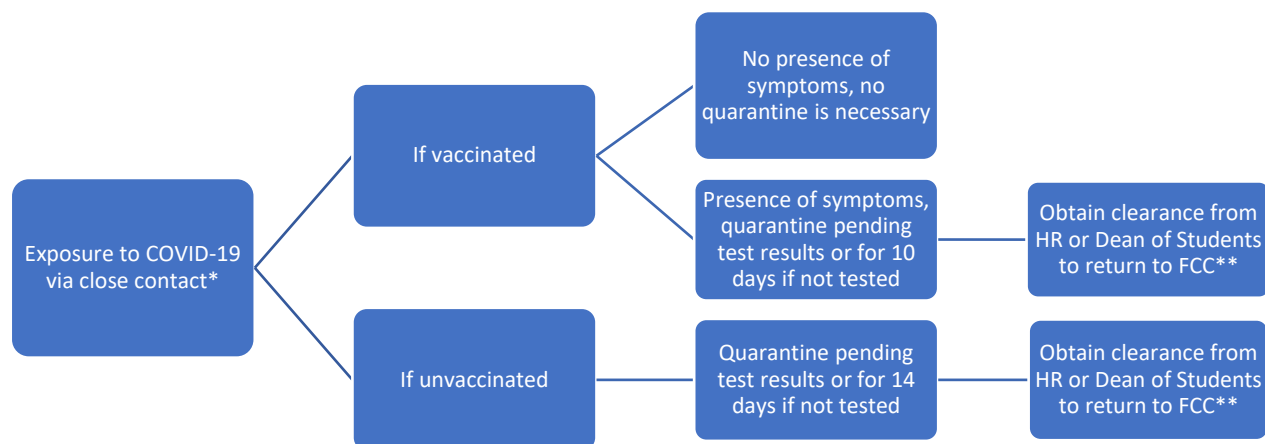 Exposure to COVID-19
via close contact*
If vaccinated
No presence of
symptoms, no
quarantine is necessary
Presence of symptoms,
quarantine pending
test results or for 10
days if not tested
Obtain clearance from
HR or Dean of Students
to return to FCC**
If unvaccinated
Quarantine pending
test results or for 14
days if not tested
Obtain clearance from
HR or Dean of Students
to return to FCC**